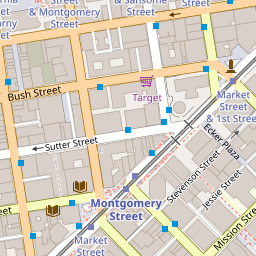 Street
& Montgomery
Street
& Sansome
Street
Bush Street
Target
Market
Street
& 1st Street
Ecker Plaza
Sutter Street
Stevenson Street
Jessie Street
Montgomery
Street
Mission Street
Market
Street